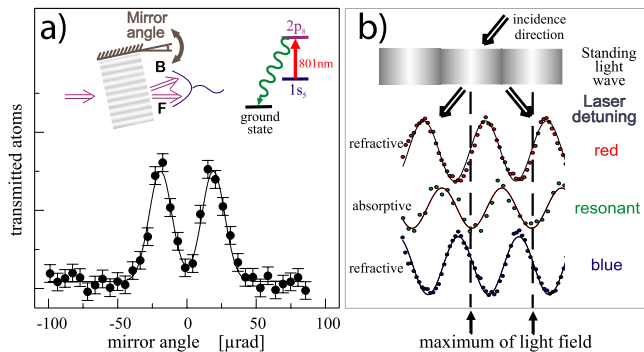 a)
Mirror
angle
B
F
2p₈
801nm
1s₅
ground
state
transmitted atoms
-100
-50
0
50
100
mirror angle [µrad]
b)
incidence
direction
Standing
light
wave
Laser
detuning
refractive
red
absorptive
resonant
refractive
blue
maximum of light field